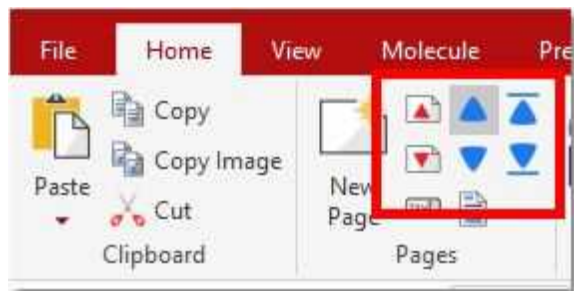 File Home View Molecule
Copy
Copy Image
Paste
Cut
New
Page
Clipboard Pages